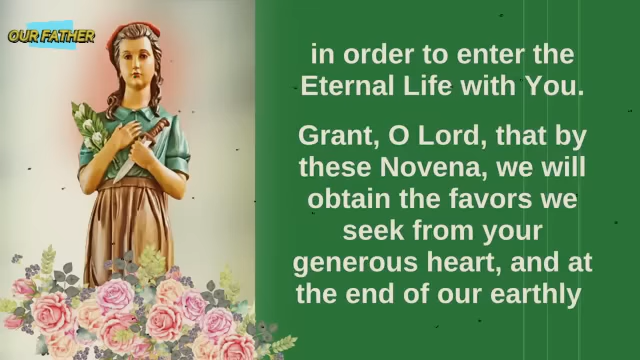 OUR FATHER
in order to enter the
Eternal Life with You.
Grant, O Lord, that by
these Novena, we will
obtain the favors we
seek from your
generous heart, and at
the end of our earthly